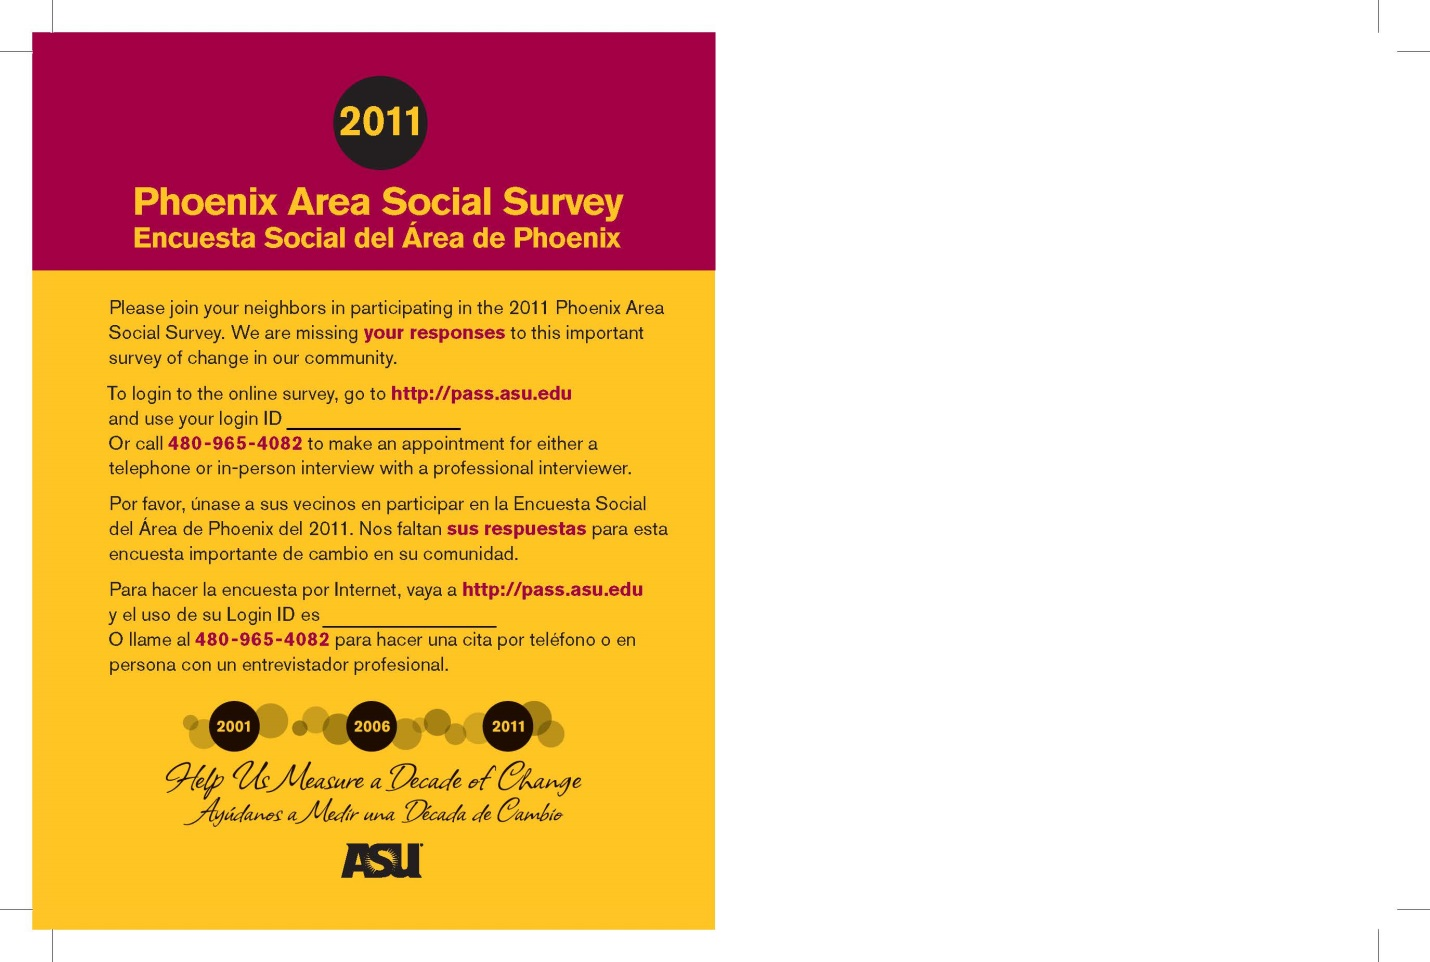 2011
Phoenix Area Social Survey
Encuesta Social del Área de Phoenix
Please join your neighbors in participating in the 2011 Phoenix Area
Social Survey. We are missing your responses to this important
survey of change in our community.
To login to the online survey, go to http://pass.asu.edu
and use your login ID
Or call 480-965-4082 to make an appointment for either a
telephone or in-person interview with a professional interviewer.
Por favor, únase a sus vecinos en participar en la Encuesta Social
del Área de Phoenix del 2011. Nos faltan sus respuestas para esta
encuesta importante de cambio en su comunidad.
Para hacer la encuesta por Internet, vaya a http://pass.asu.edu
y el uso de su Login ID es
O llame al 480-965-4082 para hacer una cita por teléfono o en
persona con un entrevistador profesional.
2001 2006 2011
Help Us Measure a Decade of Change
Ayúdanos a Medir una Década de Cambio
ASU